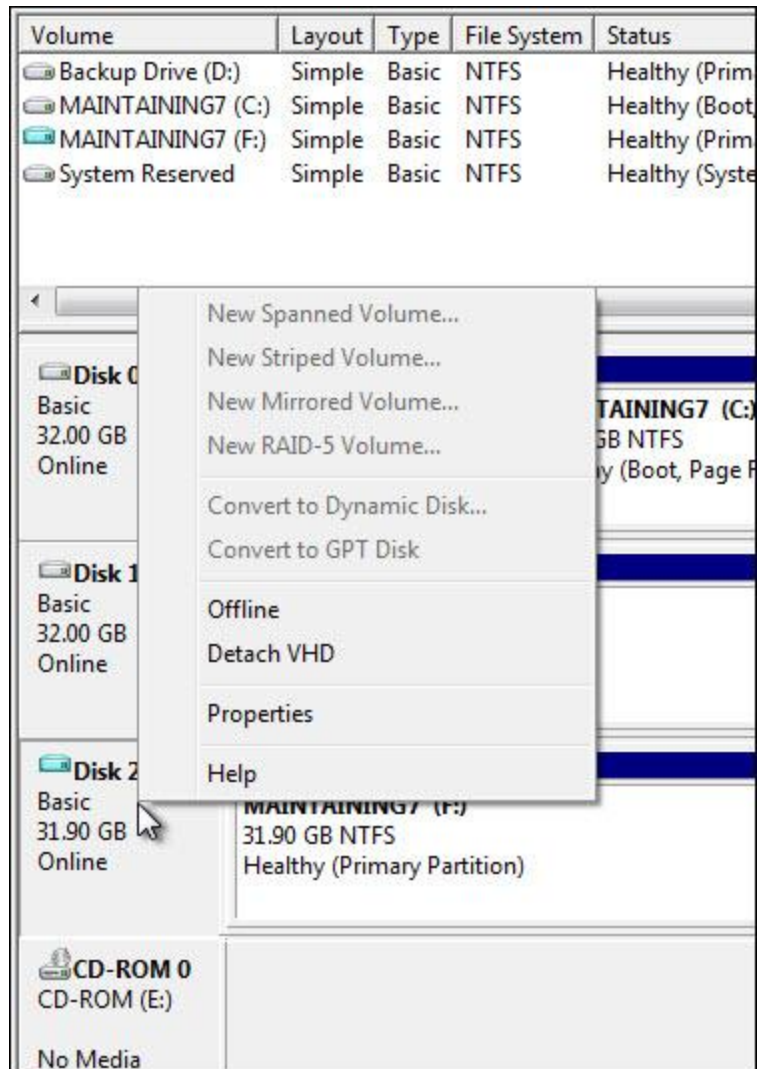 Volume Layout Type File System Status
Backup Drive (D:) Simple Basic NTFS Healthy (Prim
MAINTAINING7 (C:) Simple Basic NTFS Healthy (Boot,
MAINTAINING7 (F:) Simple Basic NTFS Healthy (Prim
System Reserved Simple Basic NTFS Healthy (Syste
New Spanned Volume...
New Striped Volume...
New Mirrored Volume...
New RAID-5 Volume...
Convert to Dynamic Disk...
Convert to GPT Disk
Offline
Detach VHD
Properties
Help
Disk 0
Basic
32.00 GB
Online
TAINING7 (C:)
GB NTFS
y (Boot, Page F
Disk 1
Basic
32.00 GB
Online
Disk 2
Basic
31.90 GB
Online
MAINTAINING7 (F:)
31.90 GB NTFS
Healthy (Primary Partition)
CD-ROM 0
CD-ROM (E:)
No Media